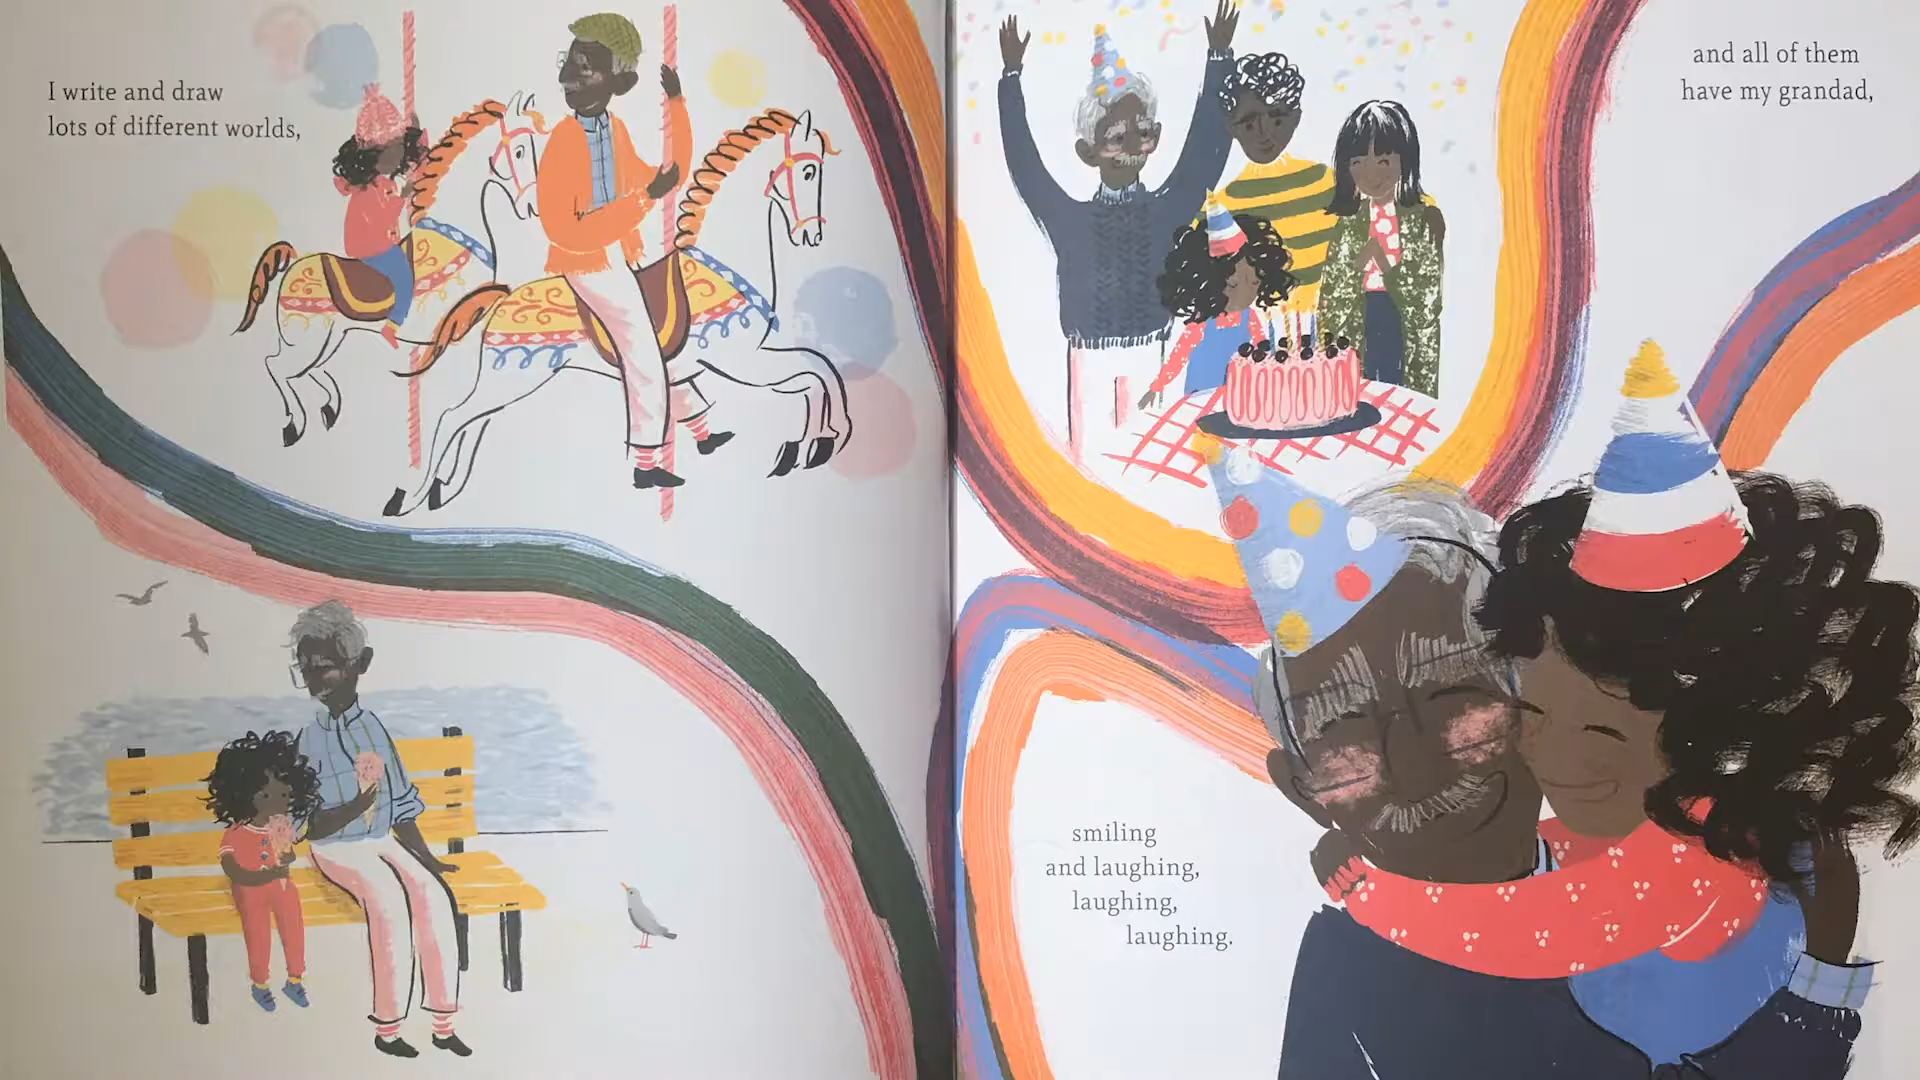 I write and draw
lots of different worlds,
and all of them
have my grandad,
smiling
and laughing,
laughing,
laughing.